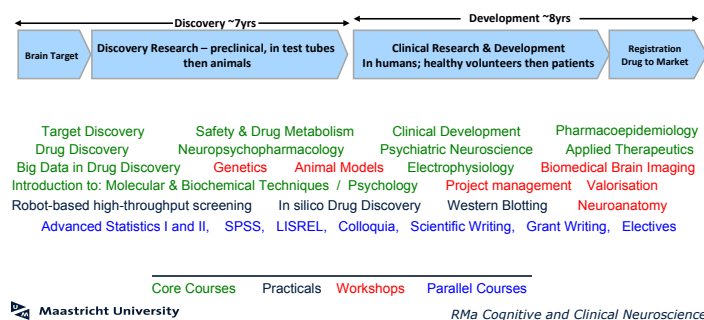 Discovery ~7yrs
Development ~8yrs
Brain Target
Discovery Research – preclinical, in test tubes
then animals
Clinical Research & Development
In humans; healthy volunteers then patients
Registration
Drug to Market
Target Discovery Safety & Drug Metabolism Clinical Development Pharmacoepidemiology
Drug Discovery Neuropsychopharmacology Psychiatric Neuroscience Applied Therapeutics
Big Data in Drug Discovery Genetics Animal Models Electrophysiology Biomedical Brain Imaging
Introduction to: Molecular & Biochemical Techniques / Psychology Project management Valorisation
Robot-based high-throughput screening In silico Drug Discovery Western Blotting Neuroanatomy
Advanced Statistics I and II, SPSS, LISREL, Colloquia, Scientific Writing, Grant Writing, Electives
Core Courses Practicals Workshops Parallel Courses
Maastricht University
RMa Cognitive and Clinical Neuroscience